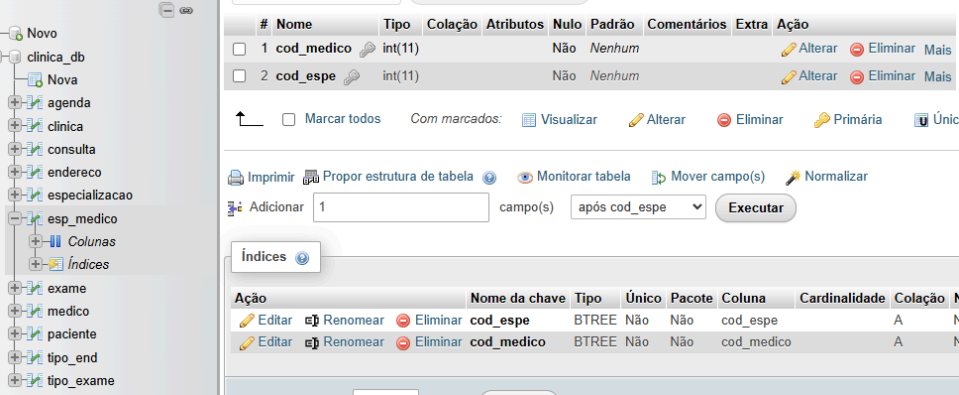 Novo
clinica_db
Nova
agenda
clinica
consulta
endereco
especializacao
esp_medico
Colunas
Índices
exame
medico
paciente
tipo_end
tipo_exame
# Nome Tipo Colação Atributos Nulo Padrão Comentários Extra Ação
1 cod_medico int(11) Não Nenhum Alterar Eliminar Mais
2 cod_espe int(11) Não Nenhum Alterar Eliminar Mais
Marcar todos Com marcados: Visualizar Alterar Eliminar Primária Únic
Imprimir Propor estrutura de tabela Monitorar tabela Mover campo(s) Normalizar
Adicionar 1 campo(s) após cod_espe Executar
Índices
Ação Nome da chave Tipo Único Pacote Coluna Cardinalidade Colação N
Editar Renomear Eliminar cod_espe BTREE Não Não cod_espe A N
Editar Renomear Eliminar cod_medico BTREE Não Não cod_medico A N